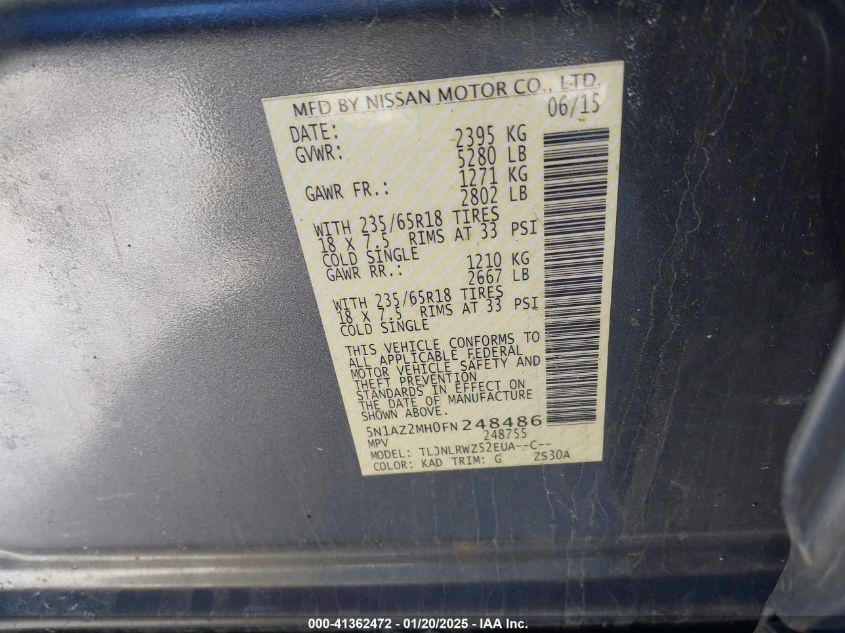 MFD BY NISSAN MOTOR CO., LTD.
DATE: 06/15
GVWR: 2395 KG
5280 LB
GAWR FR.: 1271 KG
2802 LB
WITH 235/65R18 TIRES
18 X 7.5 RIMS AT 33 PSI
COLD SINGLE
GAWR RR.: 1210 KG
2667 LB
WITH 235/65R18 TIRES
18 X 7.5 RIMS AT 33 PSI
COLD SINGLE
THIS VEHICLE CONFORMS TO
ALL APPLICABLE FEDERAL
MOTOR VEHICLE SAFETY AND
THEFT PREVENTION
STANDARDS IN EFFECT ON
THE DATE OF MANUFACTURE
SHOWN ABOVE.
5N1AZ2MH0FN248486
MPV 248755
MODEL: TLJNLRWZ52EUA--C--
COLOR: KAD TRIM: G ZS30A
000-41362472 - 01/20/2025 - IAA Inc.